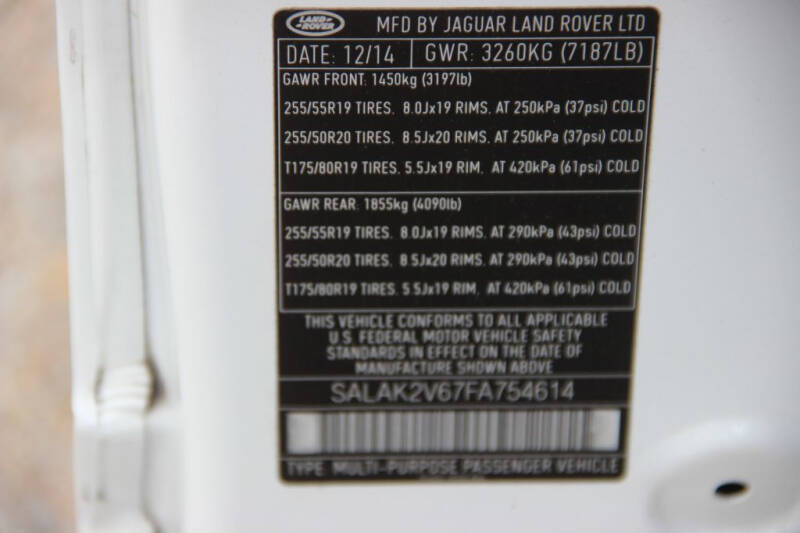 LAND-
-ROVER
MFD BY JAGUAR LAND ROVER LTD
DATE: 12/14 GWR: 3260KG (7187LB)
GAWR FRONT: 1450kg (3197lb)
255/55R19 TIRES. 8.0Jx19 RIMS. AT 250kPa (37psi) COLD
255/50R20 TIRES. 8.5Jx20 RIMS. AT 250kPa (37psi) COLD
T175/80R19 TIRES. 5.5Jx19 RIM. AT 420kPa (61psi) COLD
GAWR REAR: 1855kg (4090lb)
255/55R19 TIRES. 8.0Jx19 RIMS. AT 290kPa (43psi) COLD
255/50R20 TIRES. 8.5Jx20 RIMS. AT 290kPa (43psi) COLD
T175/80R19 TIRES. 5.5Jx19 RIM. AT 420kPa (61psi) COLD
THIS VEHICLE CONFORMS TO ALL APPLICABLE
U.S. FEDERAL MOTOR VEHICLE SAFETY
STANDARDS IN EFFECT ON THE DATE OF
MANUFACTURE SHOWN ABOVE
SALAK2V67FA754614
TYPE: MULTI-PURPOSE PASSENGER VEHICLE